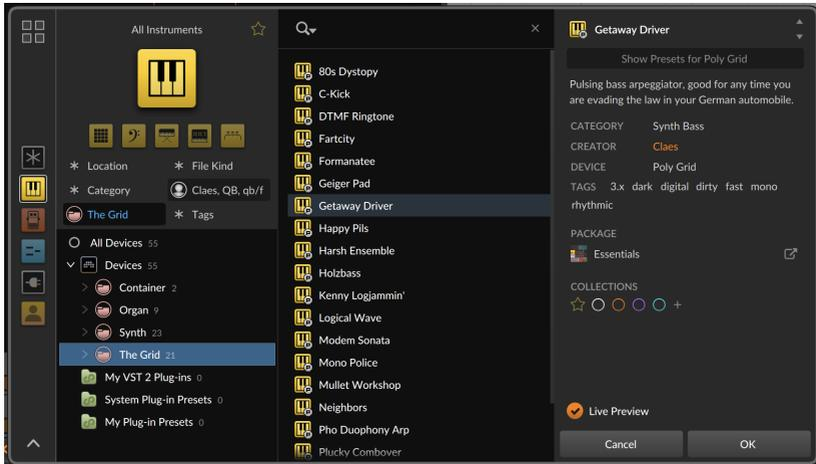 All Instruments
Location
File Kind
Category
Claes, QB, qb/f
The Grid
Tags
All Devices 55
Devices 55
Container 2
Organ 9
Synth 23
The Grid 21
My VST 2 Plug-ins 0
System Plug-in Presets 0
My Plug-in Presets 0
80s Dystopy
C-Kick
DTMF Ringtone
Fartcity
Formanatee
Geiger Pad
Getaway Driver
Happy Pils
Harsh Ensemble
Holzbass
Kenny Logjammin'
Logical Wave
Modem Sonata
Mono Police
Mullet Workshop
Neighbors
Pho Duophony Arp
Plucky Combover
Getaway Driver
Show Presets for Poly Grid
Pulsing bass arpeggiator, good for any time you
are evading the law in your German automobile.
CATEGORY Synth Bass
CREATOR Claes
DEVICE Poly Grid
TAGS 3.x dark digital dirty fast mono
rhythmic
PACKAGE
Essentials
COLLECTIONS
Live Preview
Cancel
OK